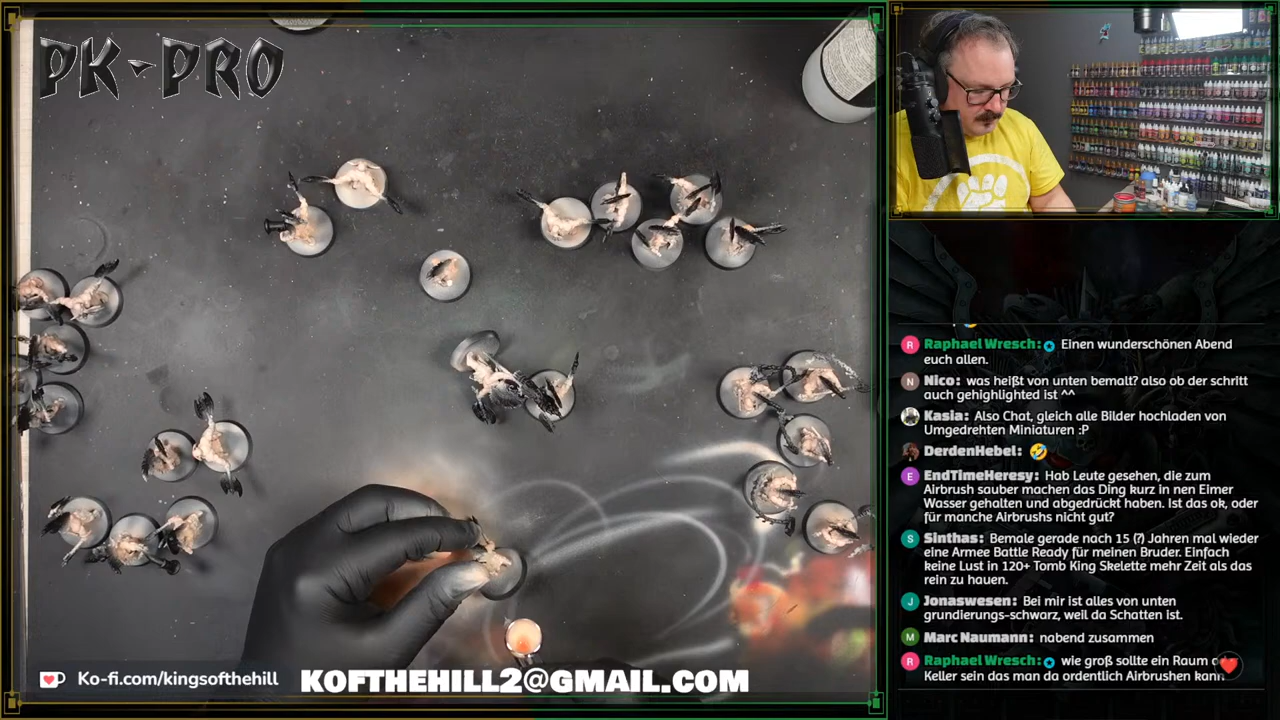 PK-PRO
Raphael Wresch: Einen wunderschönen Abend
euch allen.
Nico: was heißt von unten bemalt? also ob der schritt
auch gehighlighted ist ^^
Kasia: Also Chat, gleich alle Bilder hochladen von
Umgedrehten Miniaturen :P
DerdenHebel: 🤣
EndTimeHeresy: Hab Leute gesehen, die zum
Airbrush sauber machen das Ding kurz in nen Eimer
Wasser gehalten und abgedrückt haben. Ist das ok, oder
für manche Airbrushs nicht gut?
Sinthas: Bemale gerade nach 15 (?) Jahren mal wieder
eine Armee Battle Ready für meinen Bruder. Einfach
keine Lust in 120+ Tomb King Skelette mehr Zeit als das
rein zu hauen.
Jonaswesen: Bei mir ist alles von unten
grundierungs-schwarz, weil da Schatten ist.
Marc Naumann: nabend zusammen
Raphael Wresch: wie groß sollte ein Raum
Keller sein das man da ordentlich Airbrushen kann
Ko-fi.com/kingsofthehill
KOFTHEHILL2@GMAIL.COM